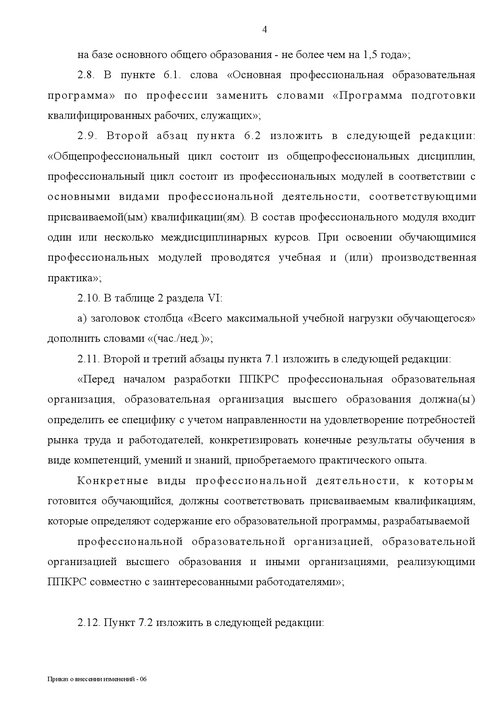 4
на базе основного общего образования - не более чем на 1,5 года»;
2.8. В пункте 6.1. слова «Основная профессиональная образовательная
программа» по профессии заменить словами «Программа подготовки
квалифицированных рабочих, служащих»;
2.9. Второй абзац пункта 6.2 изложить в следующей редакции:
«Общепрофессиональный цикл состоит из общепрофессиональных дисциплин,
профессиональный цикл состоит из профессиональных модулей в соответствии с
основными видами профессиональной деятельности, соответствующими
присваиваемой(ым) квалификации(ям). В состав профессионального модуля входит
один или несколько междисциплинарных курсов. При освоении обучающимися
профессиональных модулей проводятся учебная и (или) производственная
практика»;
2.10. В таблице 2 раздела VI:
а) заголовок столбца «Всего максимальной учебной нагрузки обучающегося»
дополнить словами «(час./нед.)»;
2.11. Второй и третий абзацы пункта 7.1 изложить в следующей редакции:
«Перед началом разработки ППКРС профессиональная образовательная
организация, образовательная организация высшего образования должна(ы)
определить ее специфику с учетом направленности на удовлетворение потребностей
рынка труда и работодателей, конкретизировать конечные результаты обучения в
виде компетенций, умений и знаний, приобретаемого практического опыта.
Конкретные виды профессиональной деятельности, к которым
готовится обучающийся, должны соответствовать присваиваемым квалификациям,
которые определяют содержание его образовательной программы, разрабатываемой
профессиональной образовательной организацией, образовательной
организацией высшего образования и иными организациями, реализующими
ППКРС совместно с заинтересованными работодателями»;
2.12. Пункт 7.2 изложить в следующей редакции:
Приказ о внесении изменений - 06